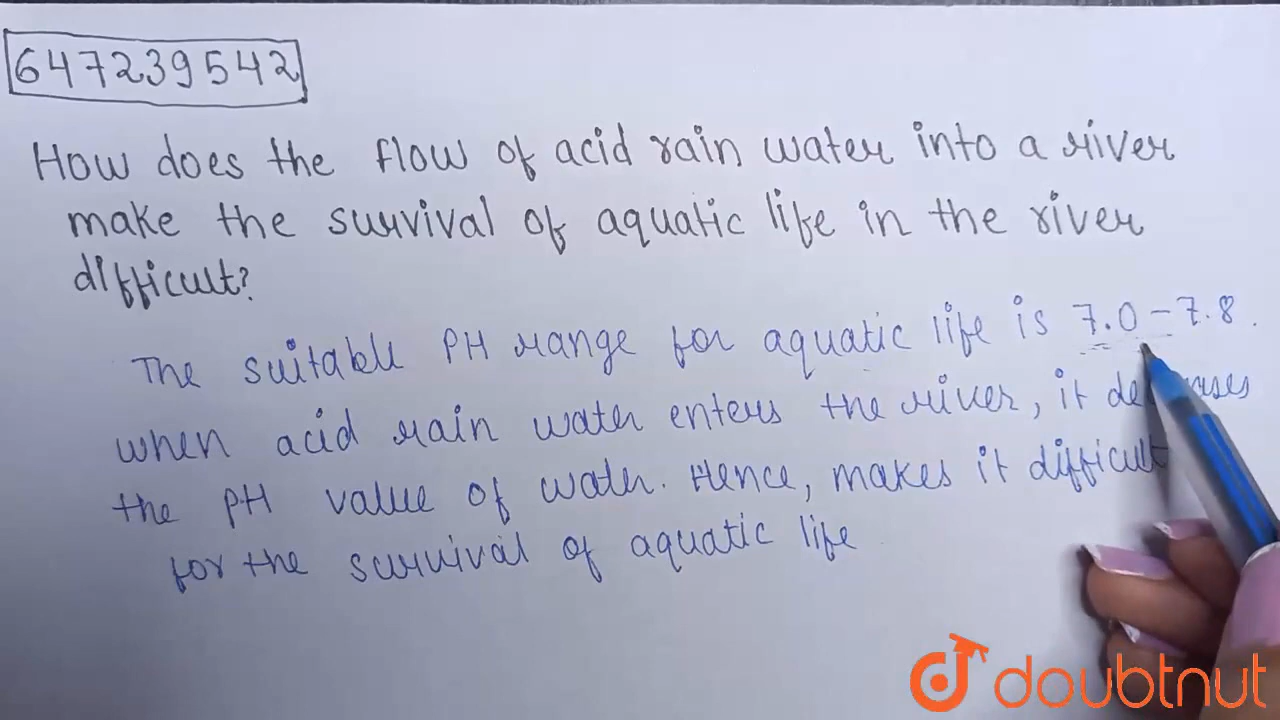 647239542
How does the flow of acid rain water into a river
make the survival of aquatic life in the river
difficult?
The suitable PH range for aquatic life is 7.0-7.8.
when acid rain water enters the river, it
the PH value of water. Hence, makes it difficult
for the survival of aquatic life
doubtnut